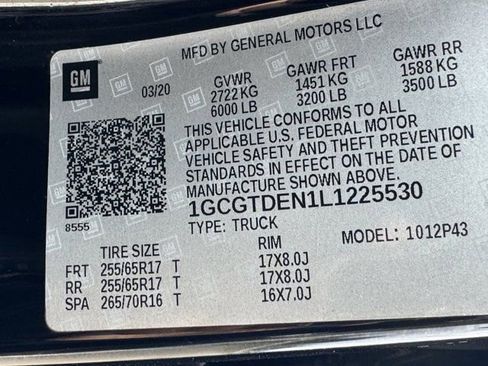 MFD BY GENERAL MOTORS LLC
GM
03/20
GVWR GAWR FRT GAWR RR
2722 KG 1451 KG 1588 KG
6000 LB 3200 LB 3500 LB
THIS VEHICLE CONFORMS TO ALL
APPLICABLE U.S. FEDERAL MOTOR
VEHICLE SAFETY AND THEFT PREVENTION
STANDARDS IN EFFECT ON THE DATE OF
MANUFACTURE SHOWN ABOVE.
8555
1GCGTDEN1L1225530
TYPE: TRUCK MODEL: 1012P43
TIRE SIZE RIM
FRT 255/65R17 T 17X8.0J
RR 255/65R17 T 17X8.0J
SPA 265/70R16 T 16X7.0J